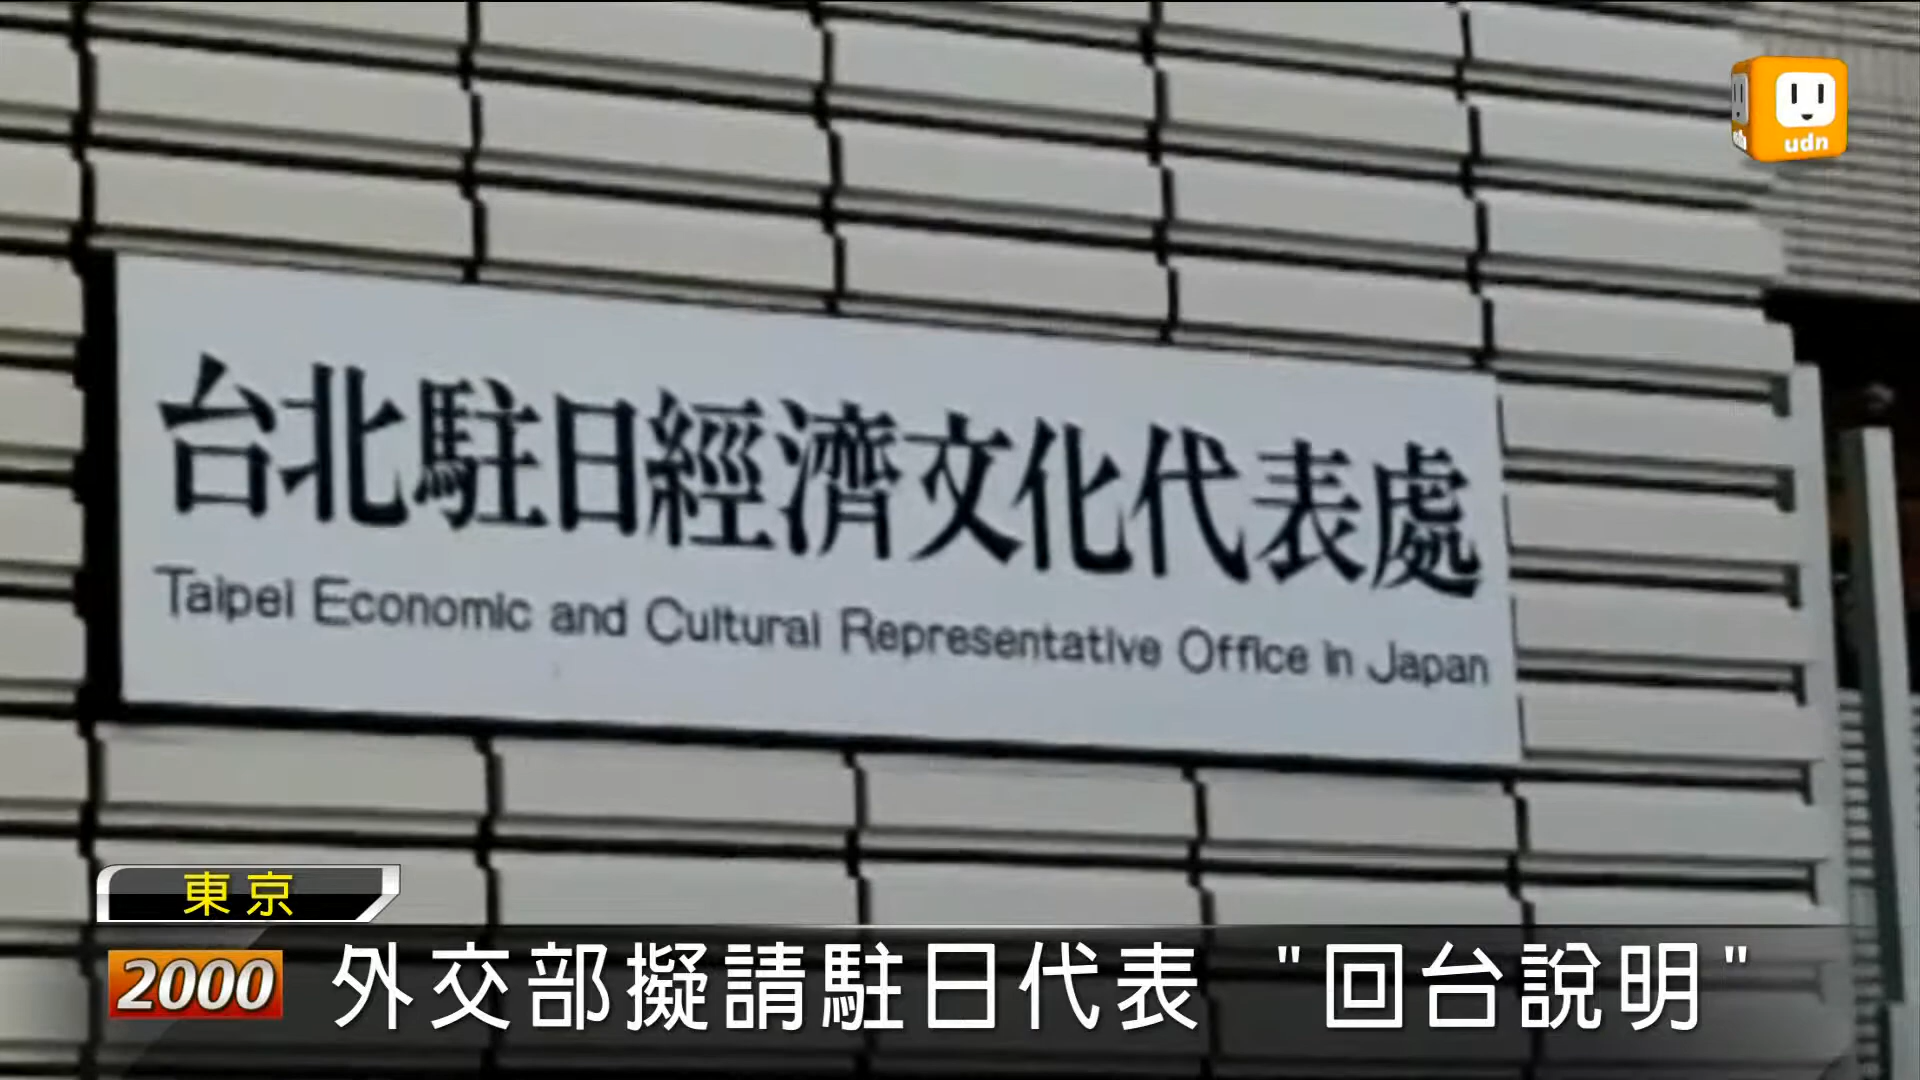 udn
台北駐日經濟文化代表處
Taipei Economic and Cultural Representative Office in Japan
東京
2000
外交部擬請駐日代表 "回台說明"